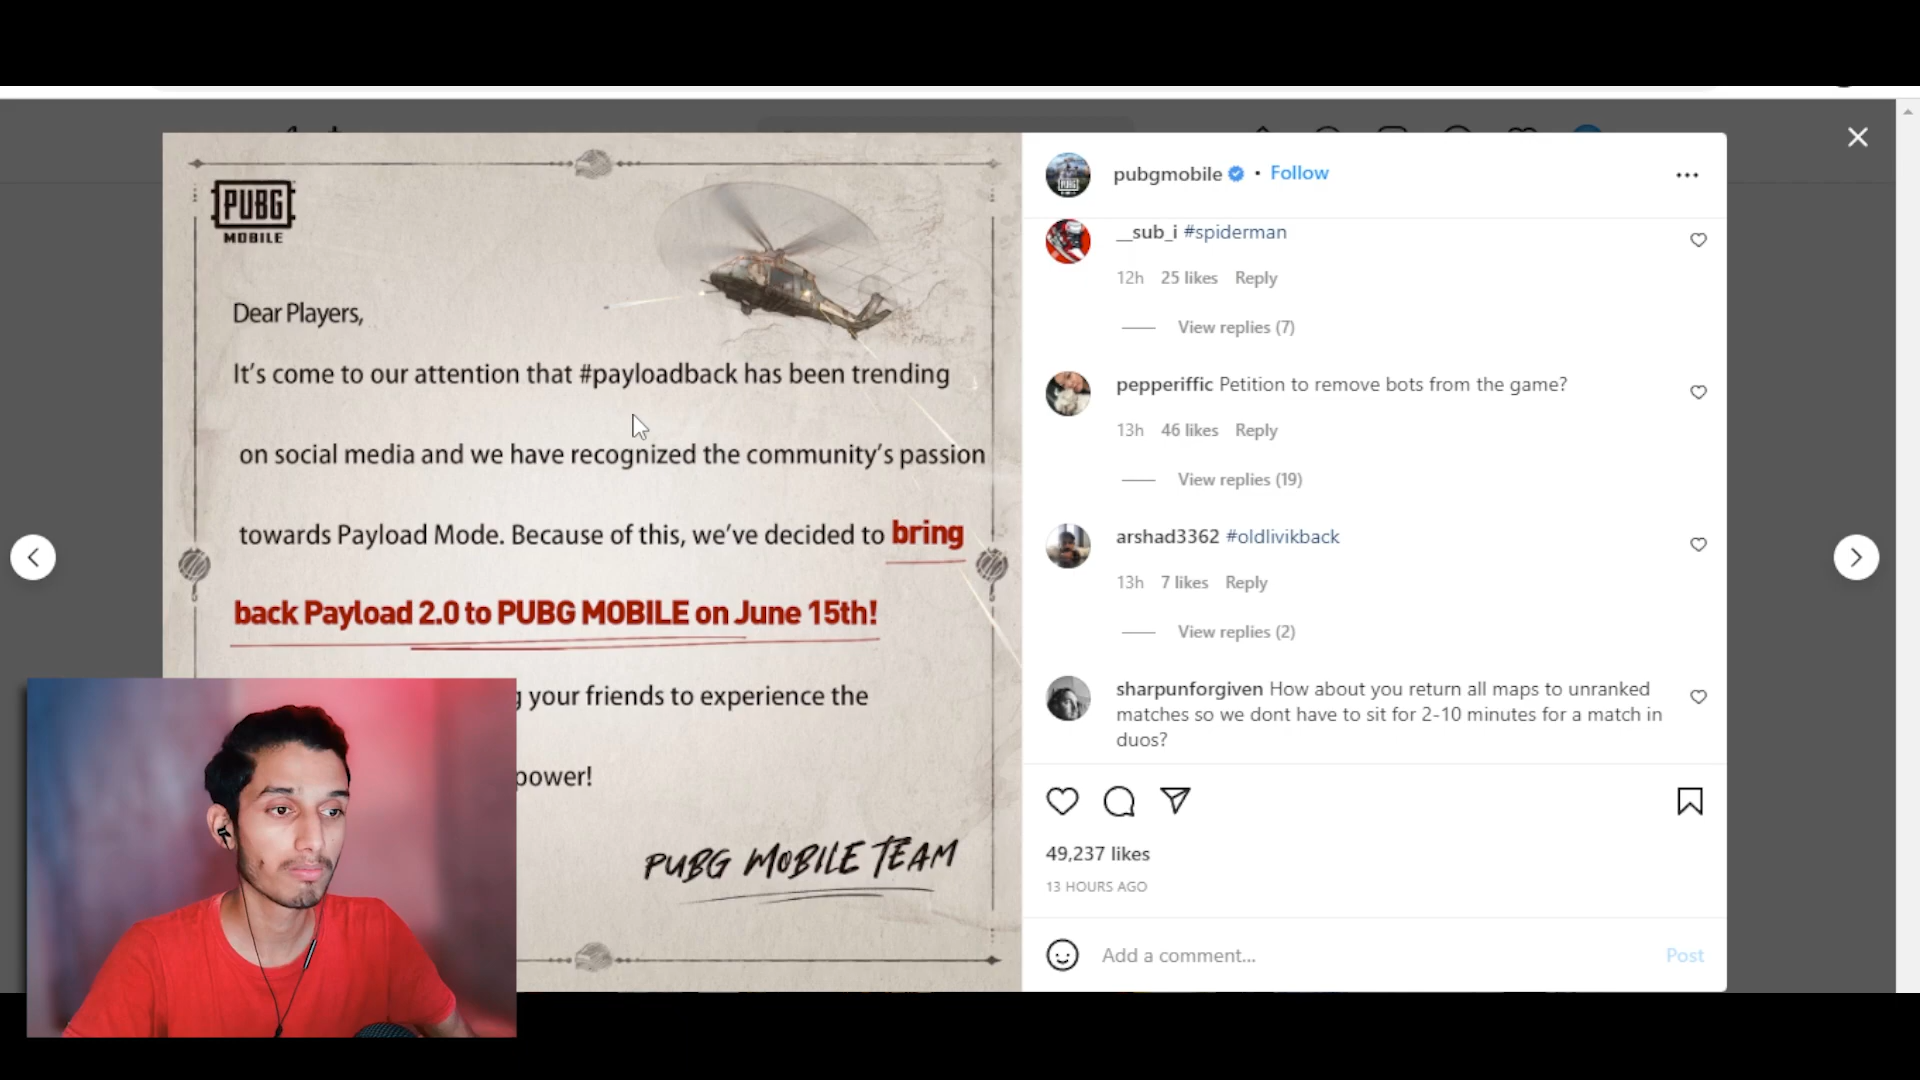 PUBG
MOBILE
Dear Players,
It's come to our attention that #payloadback has been trending
on social media and we have recognized the community's passion
towards Payload Mode. Because of this, we've decided to bring
back Payload 2.0 to PUBG MOBILE on June 15th!
your friends to experience the
power!
PUBG MOBILE TEAM
pubgmobile • Follow
__sub_i #spiderman
12h 25 likes Reply
View replies (7)
pepperiffic Petition to remove bots from the game?
13h 46 likes Reply
View replies (19)
arshad3362 #oldlivikback
13h 7 likes Reply
View replies (2)
sharpunforgiven How about you return all maps to unranked
matches so we dont have to sit for 2-10 minutes for a match in
duos?
49,237 likes
13 HOURS AGO
Add a comment...
Post